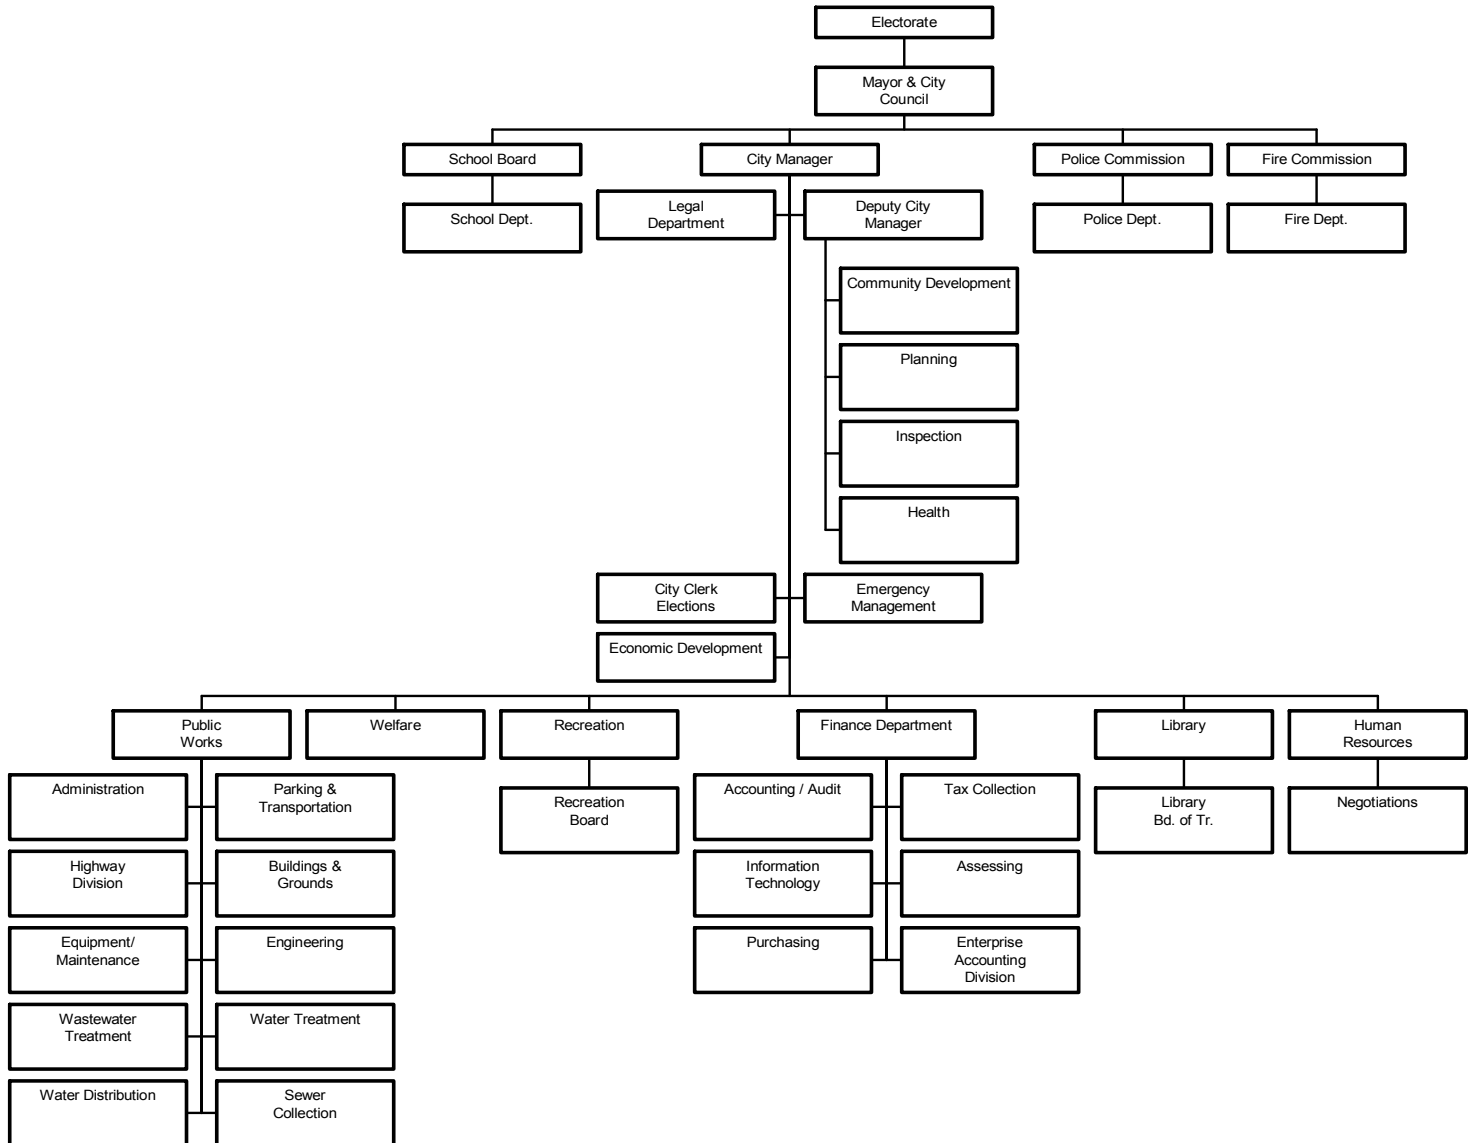 Electorate
Mayor & City
Council
School Board
City Manager
Police Commission
Fire Commission
School Dept.
Legal
Department
Deputy City
Manager
Police Dept.
Fire Dept.
Community Development
Planning
Inspection
Health
City Clerk
Elections
Emergency
Management
Economic Development
Public
Works
Welfare
Recreation
Finance Department
Library
Human
Resources
Administration
Parking &
Transportation
Recreation
Board
Accounting / Audit
Tax Collection
Library
Bd. of Tr.
Negotiations
Highway
Division
Buildings &
Grounds
Information
Technology
Assessing
Equipment/
Maintenance
Engineering
Purchasing
Enterprise
Accounting
Division
Wastewater
Treatment
Water Treatment
Water Distribution
Sewer
Collection